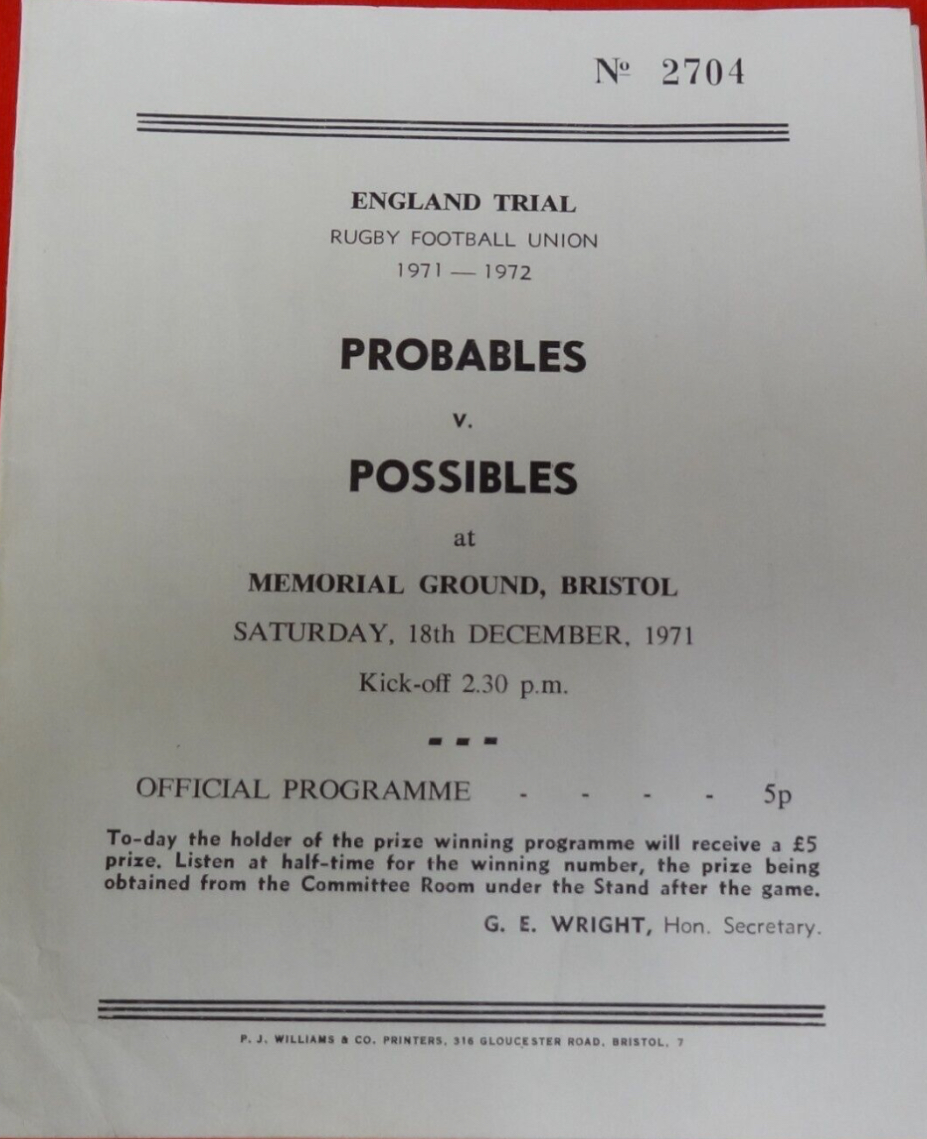 Nº 2704
ENGLAND TRIAL
RUGBY FOOTBALL UNION
1971 — 1972
PROBABLES
v.
POSSIBLES
at
MEMORIAL GROUND, BRISTOL
SATURDAY, 18th DECEMBER, 1971
Kick-off 2.30 p.m.
- - -
OFFICIAL PROGRAMME - - - - 5p
To-day the holder of the prize winning programme will receive a £5
prize. Listen at half-time for the winning number, the prize being
obtained from the Committee Room under the Stand after the game.
G. E. WRIGHT, Hon. Secretary.
P. J. WILLIAMS & CO. PRINTERS, 316 GLOUCESTER ROAD, BRISTOL, 7